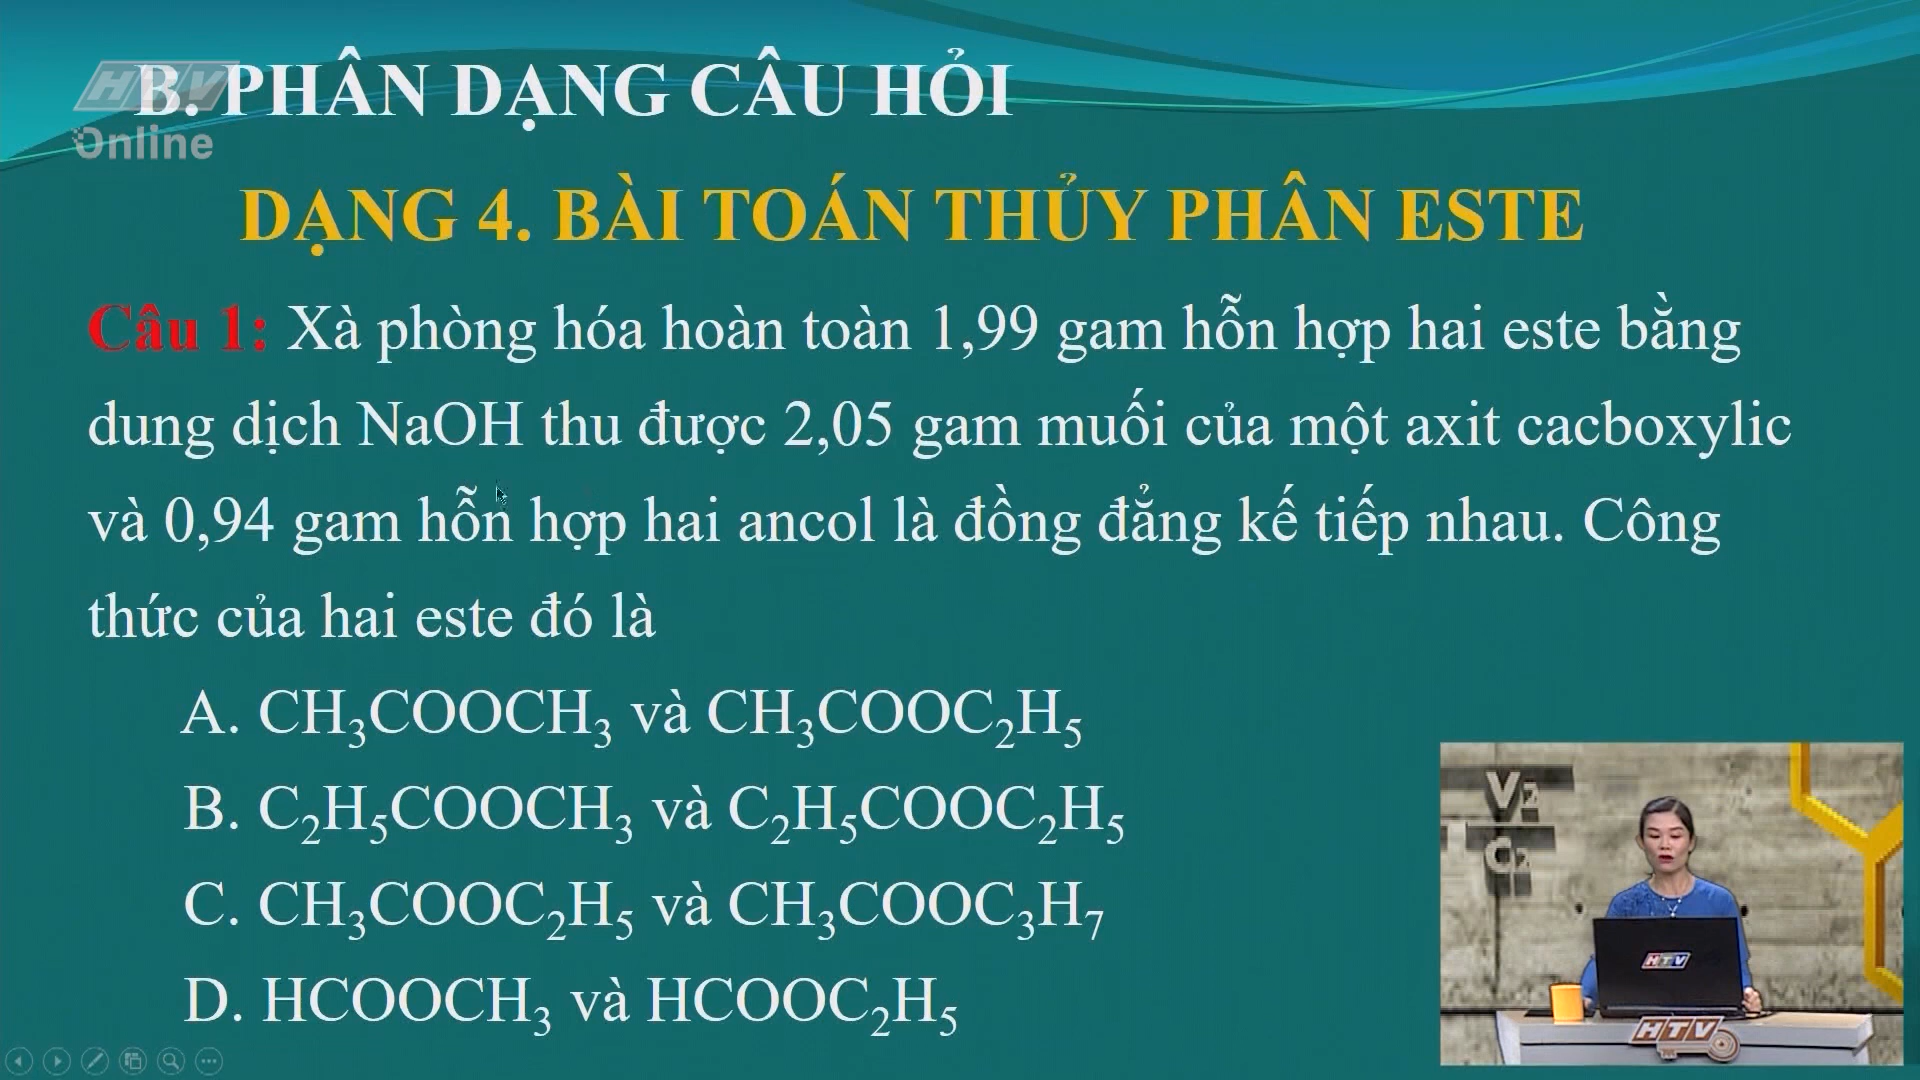 HTV Online
B. PHÂN DẠNG CÂU HỎI
DẠNG 4. BÀI TOÁN THỦY PHÂN ESTE
Câu 1: Xà phòng hóa hoàn toàn 1,99 gam hỗn hợp hai este bằng
dung dịch NaOH thu được 2,05 gam muối của một axit cacboxylic
và 0,94 gam hỗn hợp hai ancol là đồng đẳng kế tiếp nhau. Công
thức của hai este đó là
A. CH₃COOCH₃ và CH₃COOC₂H₅
B. C₂H₅COOCH₃ và C₂H₅COOC₂H₅
C. CH₃COOC₂H₅ và CH₃COOC₃H₇
D. HCOOCH₃ và HCOOC₂H₅
V₂
C₂
HTV
HTV